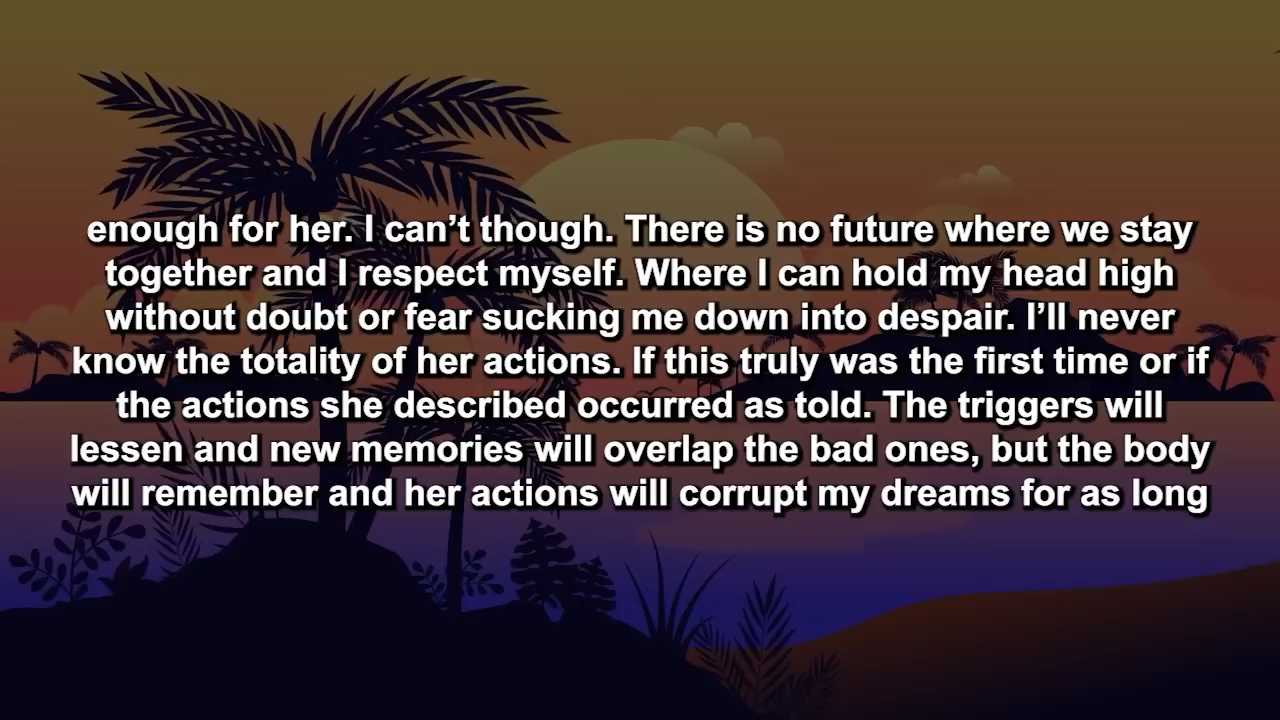 enough for her. I can’t though. There is no future where we stay
together and I respect myself. Where I can hold my head high
without doubt or fear sucking me down into despair. I’ll never
know the totality of her actions. If this truly was the first time or if
the actions she described occurred as told. The triggers will
lessen and new memories will overlap the bad ones, but the body
will remember and her actions will corrupt my dreams for as long